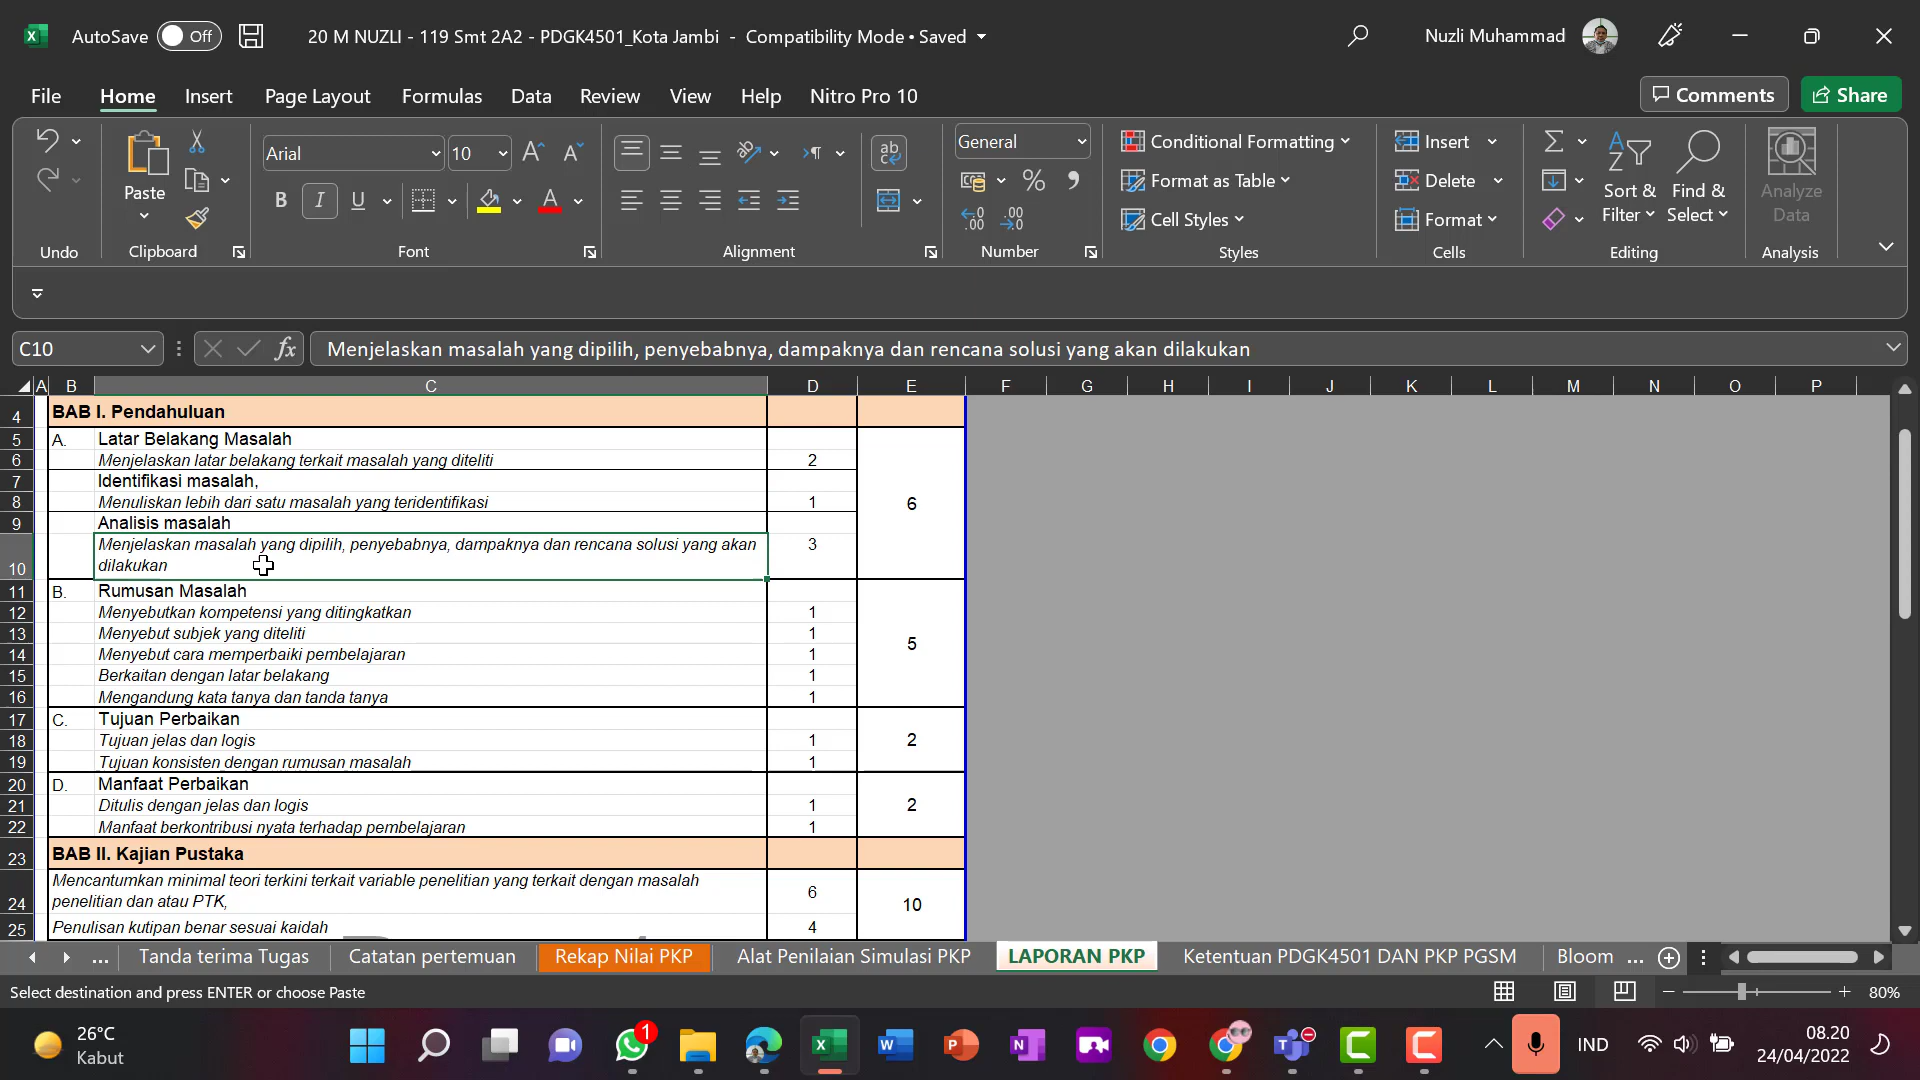 AutoSave Off 20 M NUZLI - 119 Smt 2A2 - PDGK4501_Kota Jambi - Compatibility Mode • Saved Nuzli Muhammad
File Home Insert Page Layout Formulas Data Review View Help Nitro Pro 10 Comments Share
Arial 10 General Conditional Formatting Insert
Paste Format as Table Delete Sort & Filter Find & Select Analyze Data
B I U Cell Styles Format
Undo Clipboard Font Alignment Number Styles Cells Editing Analysis
C10 fx Menjelaskan masalah yang dipilih, penyebabnya, dampaknya dan rencana solusi yang akan dilakukan
A B C D E F G H I J K L M N O P
4 BAB I. Pendahuluan
5 A. Latar Belakang Masalah
6 Menjelaskan latar belakang terkait masalah yang diteliti 2
7 Identifikasi masalah,
8 Menuliskan lebih dari satu masalah yang teridentifikasi 1 6
9 Analisis masalah
Menjelaskan masalah yang dipilih, penyebabnya, dampaknya dan rencana solusi yang akan 3
10 dilakukan
11 B. Rumusan Masalah
12 Menyebutkan kompetensi yang ditingkatkan 1
13 Menyebut subjek yang diteliti 1 5
14 Menyebut cara memperbaiki pembelajaran 1
15 Berkaitan dengan latar belakang 1
16 Mengandung kata tanya dan tanda tanya 1
17 C. Tujuan Perbaikan
18 Tujuan jelas dan logis 1 2
19 Tujuan konsisten dengan rumusan masalah 1
20 D. Manfaat Perbaikan
21 Ditulis dengan jelas dan logis 1 2
22 Manfaat berkontribusi nyata terhadap pembelajaran 1
23 BAB II. Kajian Pustaka
Mencantumkan minimal teori terkini terkait variable penelitian yang terkait dengan masalah
24 penelitian dan atau PTK, 6 10
25 Penulisan kutipan benar sesuai kaidah 4
... Tanda terima Tugas Catatan pertemuan Rekap Nilai PKP Alat Penilaian Simulasi PKP LAPORAN PKP Ketentuan PDGK4501 DAN PKP PGSM Bloom ...
Select destination and press ENTER or choose Paste 80%
26°C
Kabut
1
IND
08.20
24/04/2022